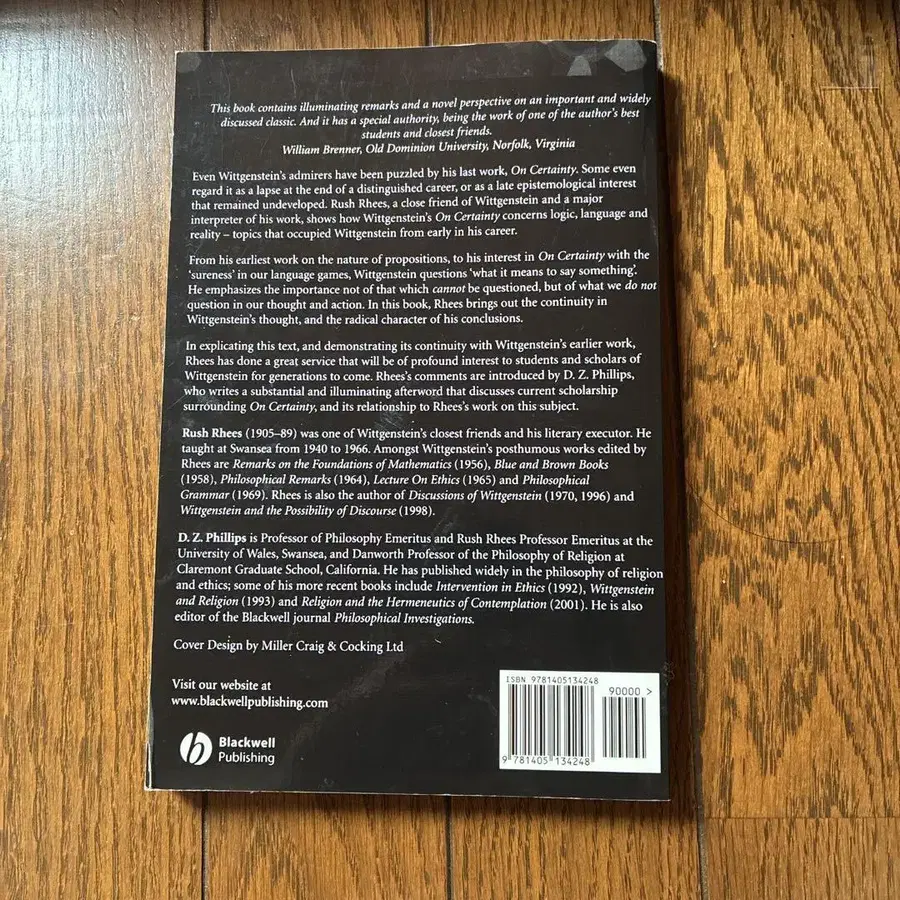 This book contains illuminating remarks and a novel perspective on an important and widely
discussed classic. And it has a special authority, being the work of one of the author's best
students and closest friends.
William Brenner, Old Dominion University, Norfolk, Virginia
Even Wittgenstein's admirers have been puzzled by his last work, On Certainty. Some even
regard it as a lapse at the end of a distinguished career, or as a late epistemological interest
that remained undeveloped. Rush Rhees, a close friend of Wittgenstein and a major
interpreter of his work, shows how Wittgenstein's On Certainty concerns logic, language and
reality – topics that occupied Wittgenstein from early in his career.
From his earliest work on the nature of propositions, to his interest in On Certainty with the
'sureness' in our language games, Wittgenstein questions 'what it means to say something'.
He emphasizes the importance not of that which cannot be questioned, but of what we do not
question in our thought and action. In this book, Rhees brings out the continuity in
Wittgenstein's thought, and the radical character of his conclusions.
In explicating this text, and demonstrating its continuity with Wittgenstein's earlier work,
Rhees has done a great service that will be of profound interest to students and scholars of
Wittgenstein for generations to come. Rhees's comments are introduced by D. Z. Phillips,
who writes a substantial and illuminating afterword that discusses current scholarship
surrounding On Certainty, and its relationship to Rhees's work on this subject.
Rush Rhees (1905–89) was one of Wittgenstein's closest friends and his literary executor. He
taught at Swansea from 1940 to 1966. Amongst Wittgenstein's posthumous works edited by
Rhees are Remarks on the Foundations of Mathematics (1956), Blue and Brown Books
(1958), Philosophical Remarks (1964), Lecture On Ethics (1965) and Philosophical
Grammar (1969). Rhees is also the author of Discussions of Wittgenstein (1970, 1996) and
Wittgenstein and the Possibility of Discourse (1998).
D. Z. Phillips is Professor of Philosophy Emeritus and Rush Rhees Professor Emeritus at the
University of Wales, Swansea, and Danworth Professor of the Philosophy of Religion at
Claremont Graduate School, California. He has published widely in the philosophy of religion
and ethics; some of his more recent books include Intervention in Ethics (1992), Wittgenstein
and Religion (1993) and Religion and the Hermeneutics of Contemplation (2001). He is also
editor of the Blackwell journal Philosophical Investigations.
Cover Design by Miller Craig & Cocking Ltd
Visit our website at
www.blackwellpublishing.com
b Blackwell
Publishing
ISBN 9781405134248
90000 >
9 781405 134248